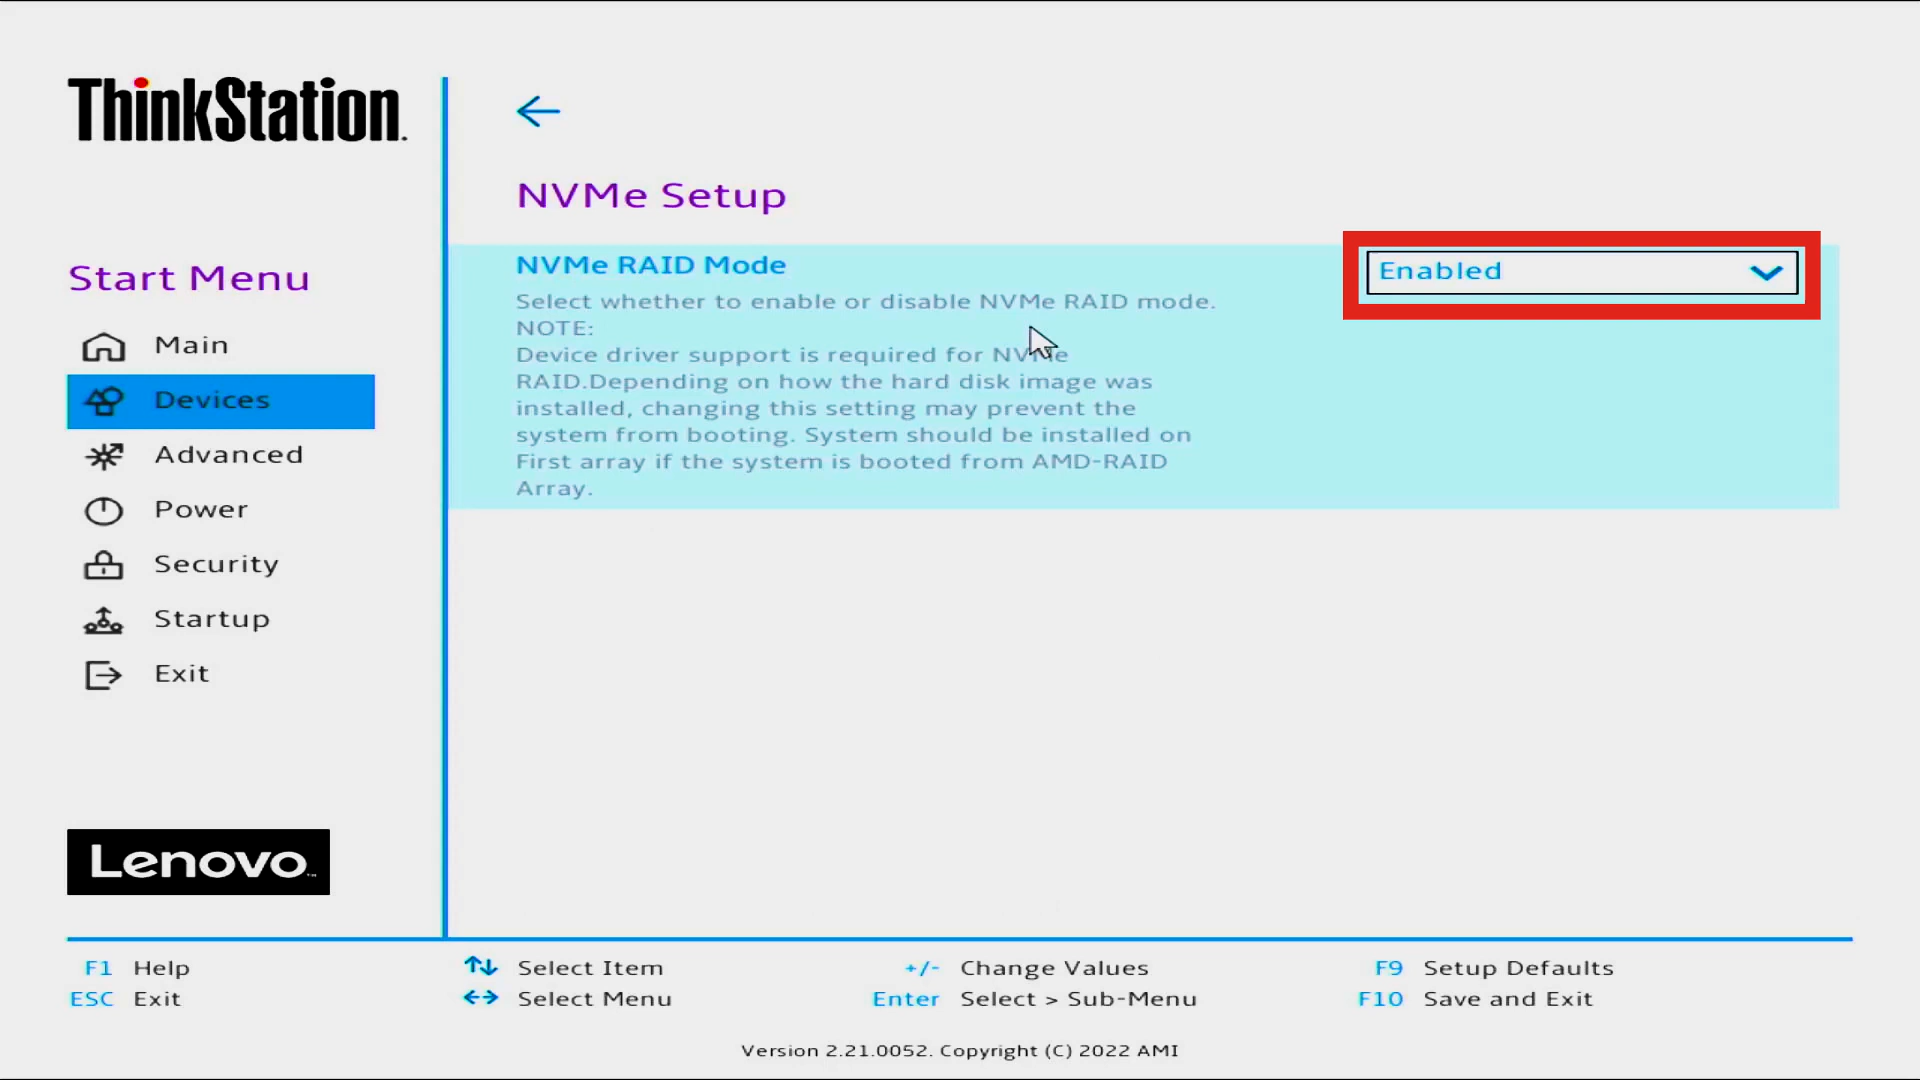 ThinkStation.
Start Menu
Main
Devices
Advanced
Power
Security
Startup
Exit
Lenovo™
NVMe Setup
NVMe RAID Mode
Enabled
Select whether to enable or disable NVMe RAID mode.
NOTE:
Device driver support is required for NVMe
RAID.Depending on how the hard disk image was
installed, changing this setting may prevent the
system from booting. System should be installed on
First array if the system is booted from AMD-RAID
Array.
F1 Help
ESC Exit
Select Item
Select Menu
+/- Change Values
Enter Select > Sub-Menu
F9 Setup Defaults
F10 Save and Exit
Version 2.21.0052. Copyright (C) 2022 AMI